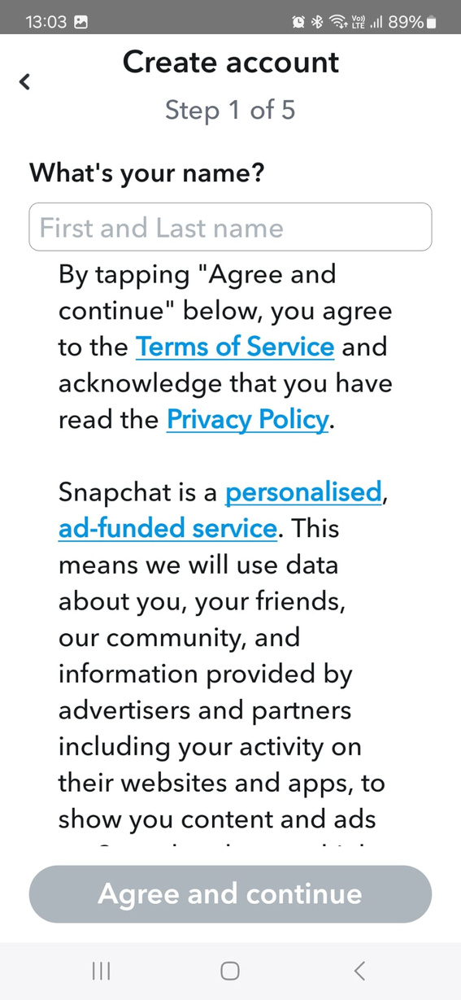 13:03 Vo)) LTE 89%
Create account
Step 1 of 5
What's your name?
First and Last name
By tapping "Agree and
continue" below, you agree
to the Terms of Service and
acknowledge that you have
read the Privacy Policy.
Snapchat is a personalised,
ad-funded service. This
means we will use data
about you, your friends,
our community, and
information provided by
advertisers and partners
including your activity on
their websites and apps, to
show you content and ads
Agree and continue